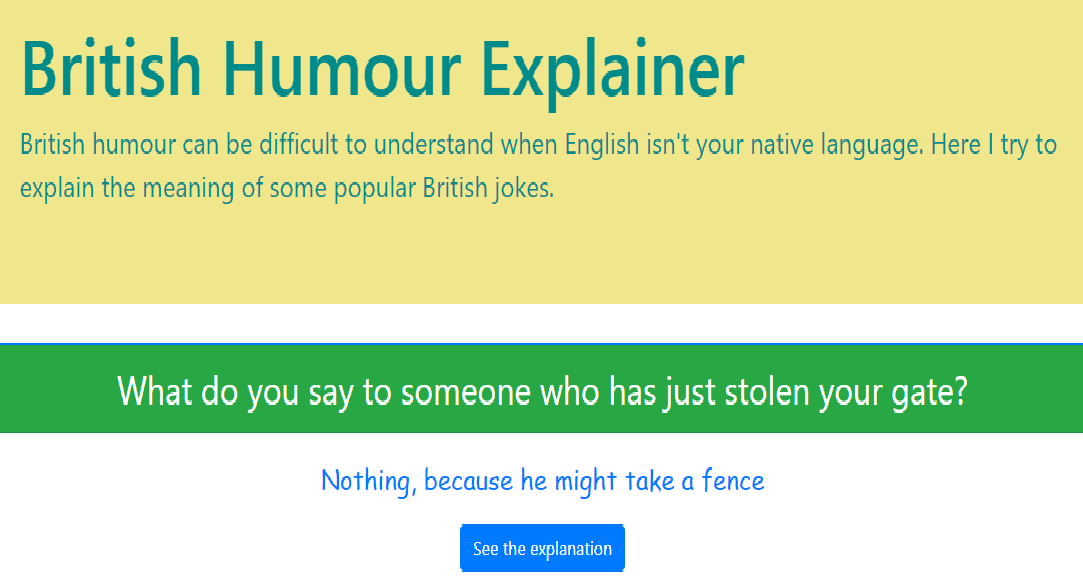 British Humour Explainer
British humour can be difficult to understand when English isn't your native language. Here I try to
explain the meaning of some popular British jokes.
What do you say to someone who has just stolen your gate?
Nothing, because he might take a fence
See the explanation